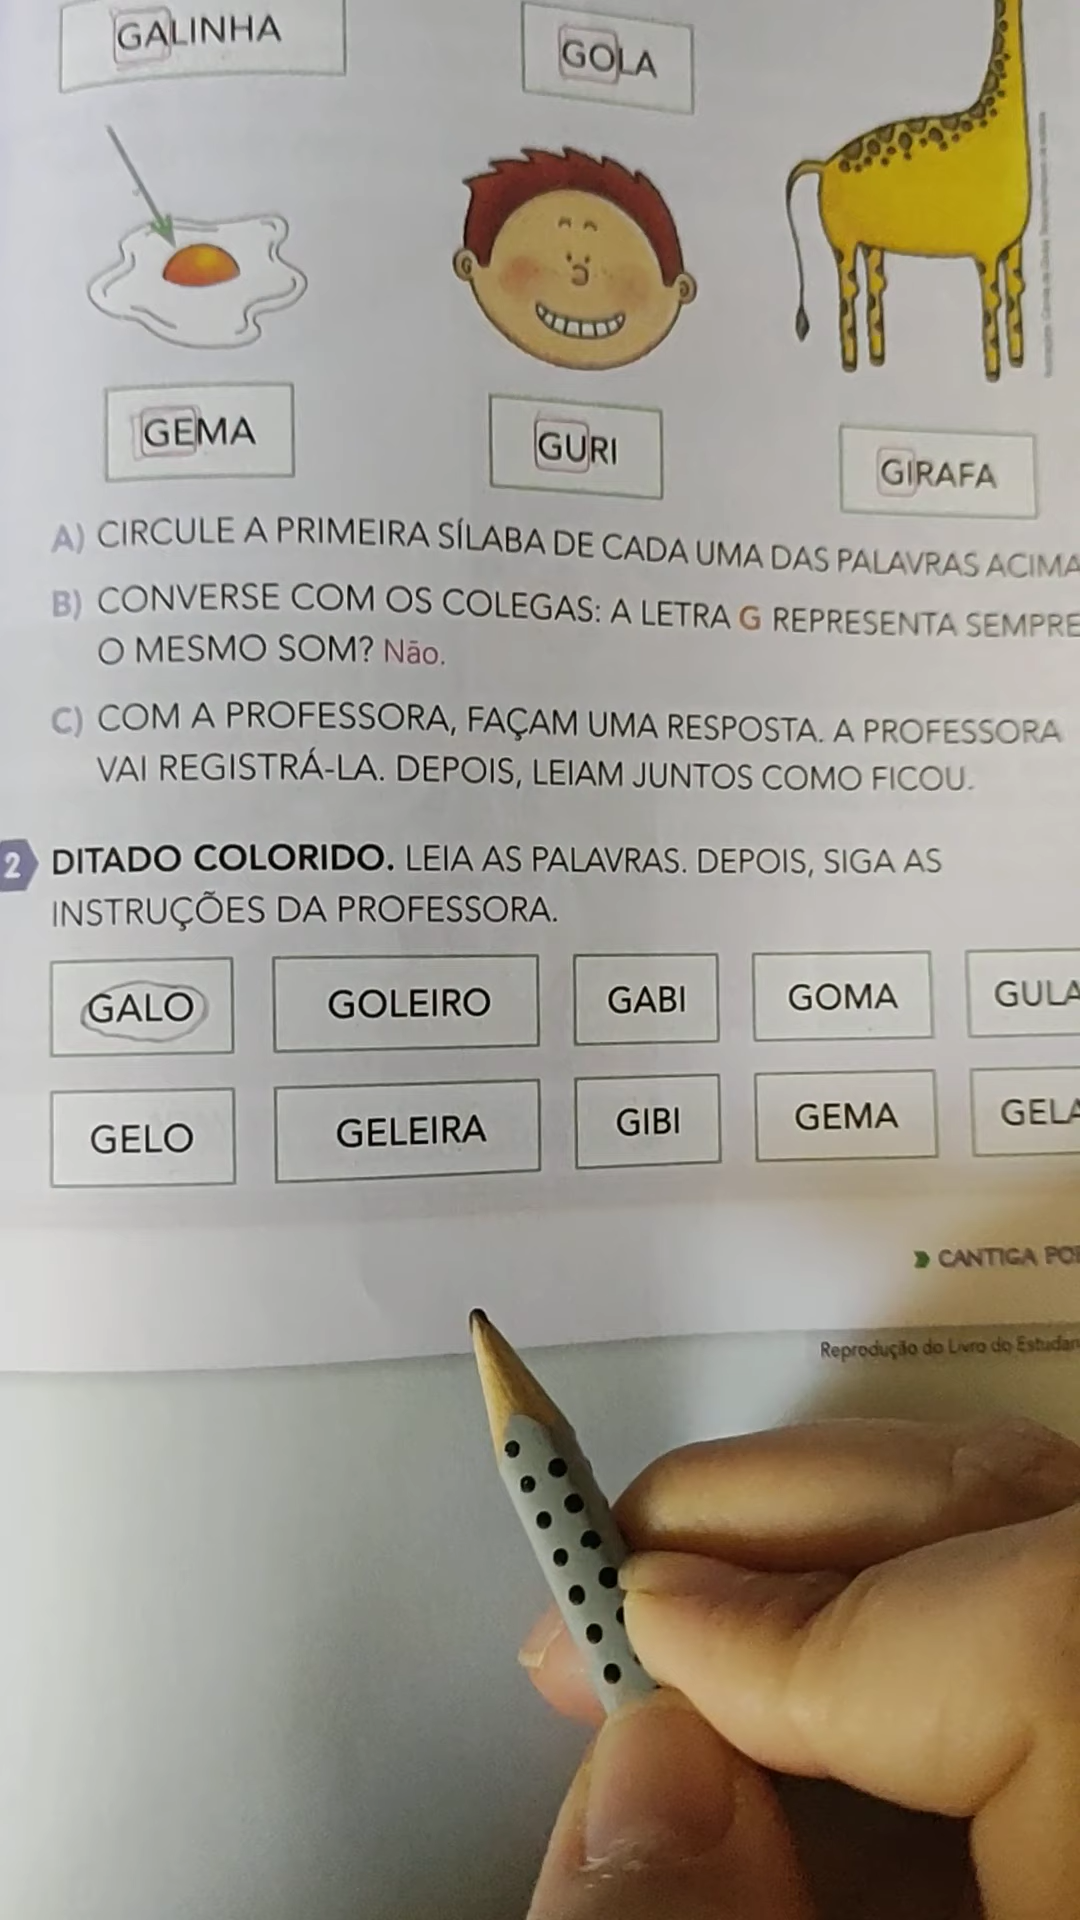 GALINHA
GOLA
GEMA
GURI
GIRAFA
A) CIRCULE A PRIMEIRA SÍLABA DE CADA UMA DAS PALAVRAS ACIMA
B) CONVERSE COM OS COLEGAS: A LETRA G REPRESENTA SEMPRE
O MESMO SOM? Não.
C) COM A PROFESSORA, FAÇAM UMA RESPOSTA. A PROFESSORA
VAI REGISTRÁ-LA. DEPOIS, LEIAM JUNTOS COMO FICOU.
2 DITADO COLORIDO. LEIA AS PALAVRAS. DEPOIS, SIGA AS
INSTRUÇÕES DA PROFESSORA.
GALO GOLEIRO GABI GOMA GULA
GELO GELEIRA GIBI GEMA GELA
CANTIGA
Reprodução do Livro do